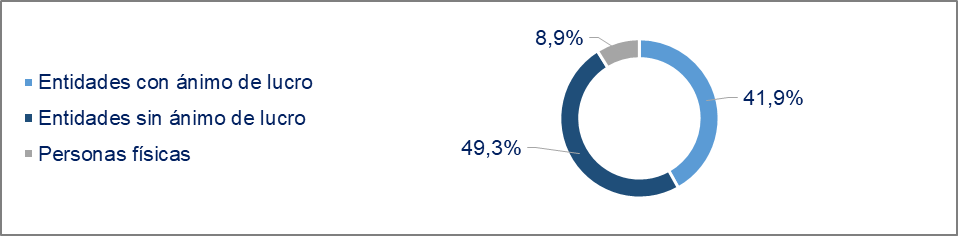 Entidades con ánimo de lucro
Entidades sin ánimo de lucro
Personas físicas
8,9%
41,9%
49,3%